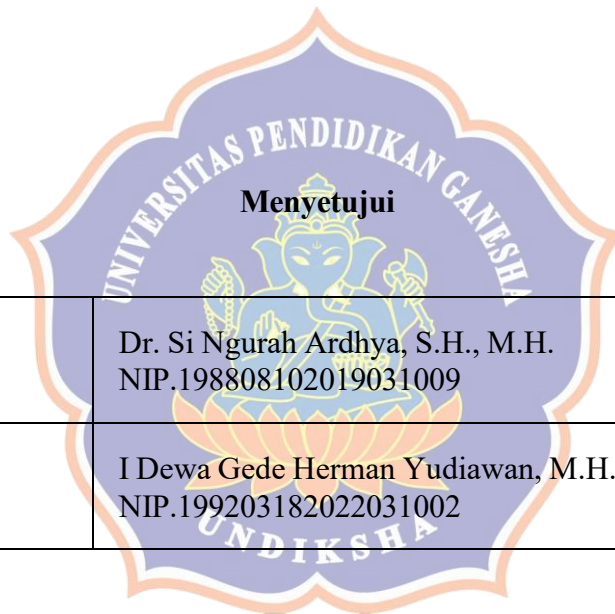 UNIVERSITAS PENDIDIKAN GANESHA
Menyetujui
Dr. Si Ngurah Ardhya, S.H., M.H.
NIP.198808102019031009
I Dewa Gede Herman Yudiawan, M.H.
NIP.199203182022031002
UNDIKSHA